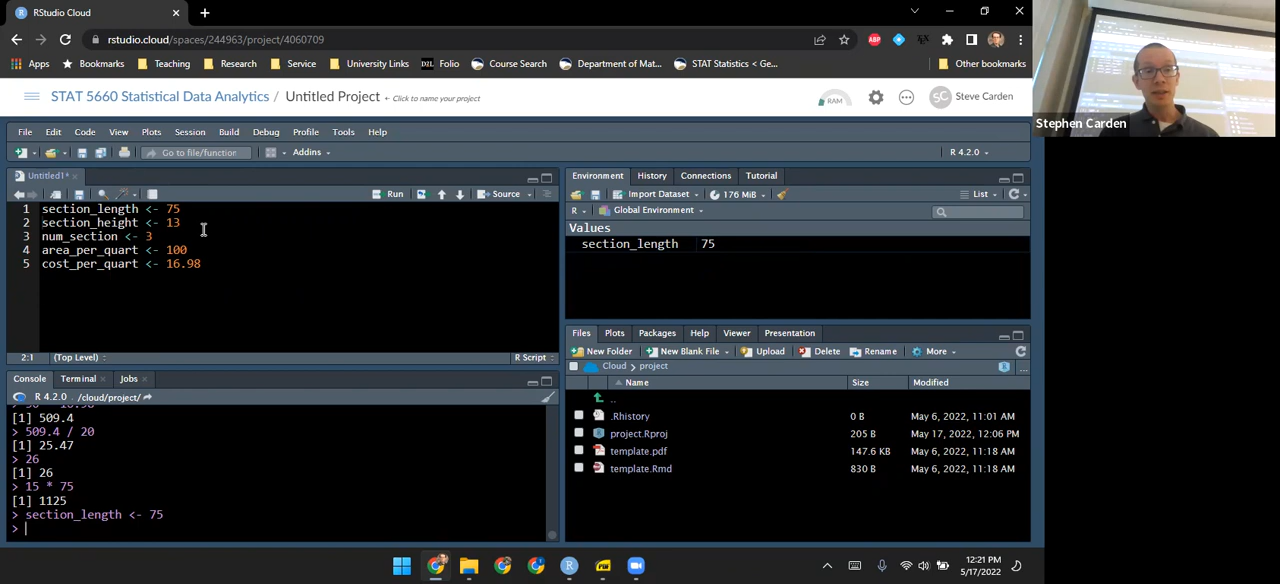 RStudio Cloud
rstudio.cloud/spaces/244963/project/4060709
ABP
Apps Bookmarks Teaching Research Service University Links D2L Folio Course Search Department of Mat... STAT Statistics < Ge... Other bookmarks
STAT 5660 Statistical Data Analytics / Untitled Project Click to name your project RAM SC Steve Carden
Stephen Carden
File Edit Code View Plots Session Build Debug Profile Tools Help
Go to file/function Addins R 4.2.0
Untitled1*
Run Source
1 section_length <- 75
2 section_height <- 13
3 num_section <- 3
4 area_per_quart <- 100
5 cost_per_quart <- 16.98
2:1 (Top Level) R Script
Console Terminal Jobs
R 4.2.0 . /cloud/project/
[1] 509.4
> 509.4 / 20
[1] 25.47
> 26
[1] 26
> 15 * 75
[1] 1125
> section_length <- 75
>
Environment History Connections Tutorial
Import Dataset 176 MiB List
R Global Environment
Values
section_length 75
Files Plots Packages Help Viewer Presentation
New Folder New Blank File Upload Delete Rename More
Cloud project
Name Size Modified
..
.Rhistory 0 B May 6, 2022, 11:01 AM
project.Rproj 205 B May 17, 2022, 12:06 PM
template.pdf 147.6 KB May 6, 2022, 11:18 AM
template.Rmd 830 B May 6, 2022, 11:18 AM
12:21 PM
5/17/2022